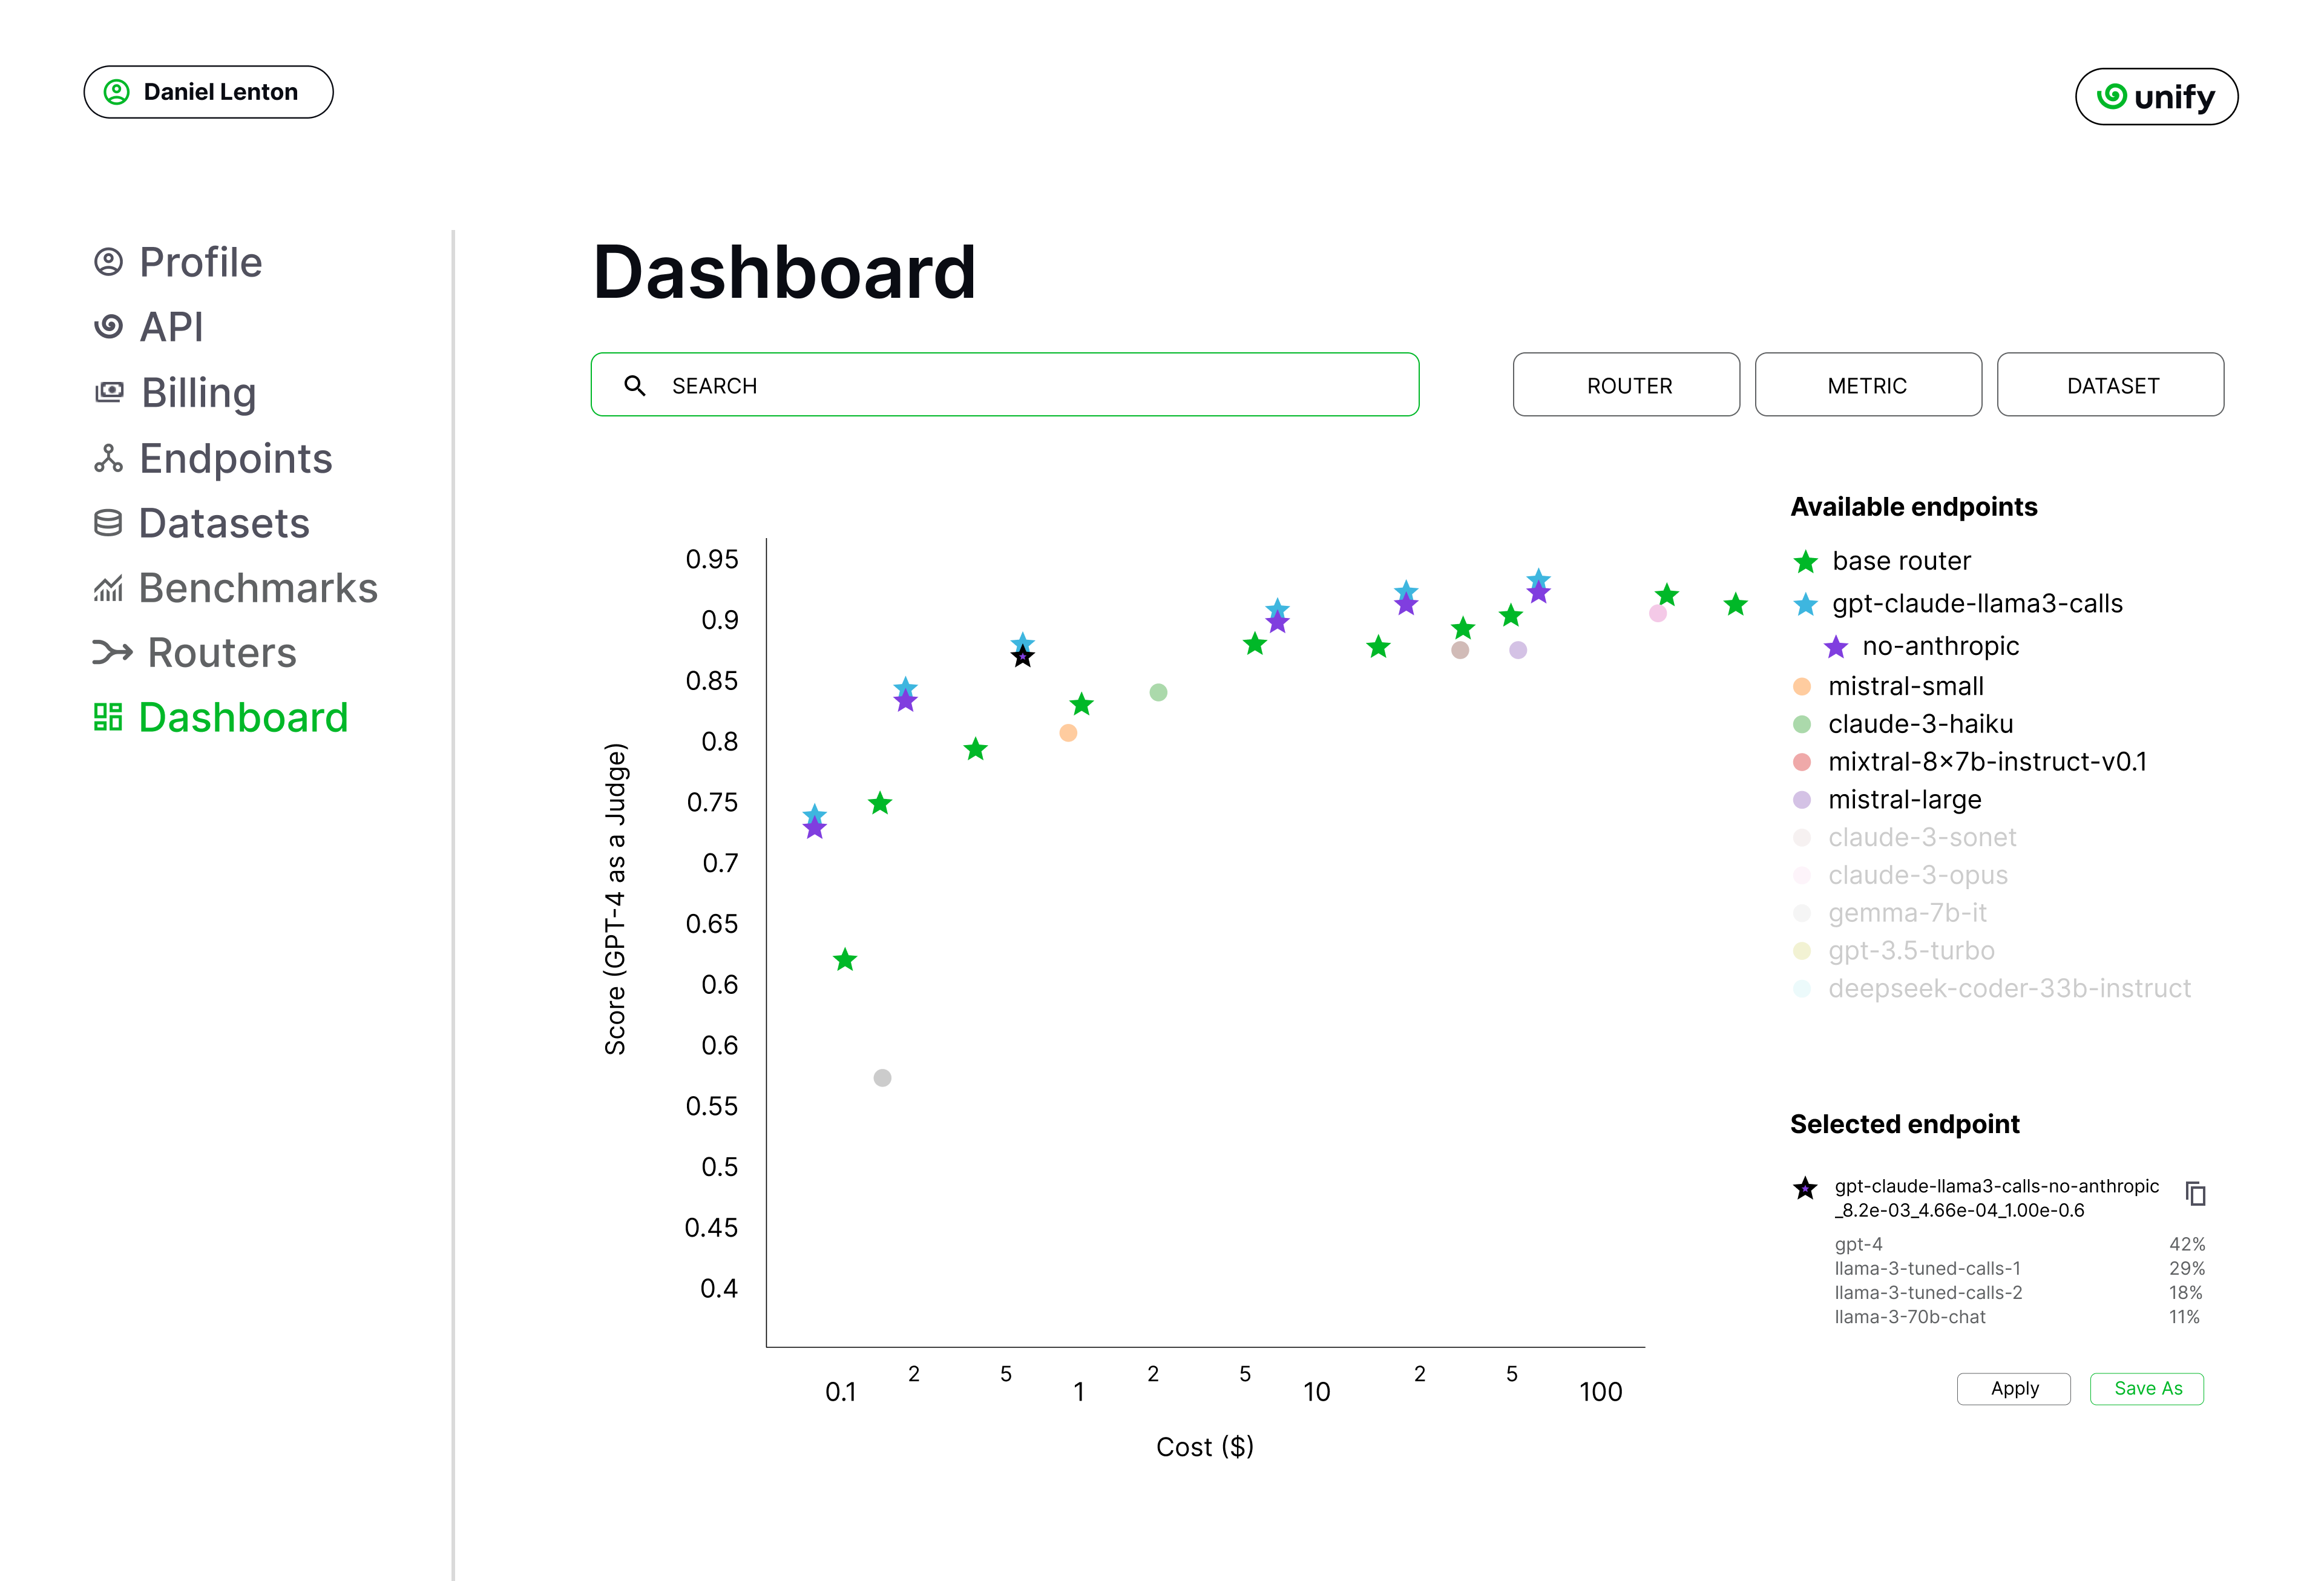 Daniel Lenton
unify
Profile
API
Billing
Endpoints
Datasets
Benchmarks
Routers
Dashboard
Dashboard
SEARCH
ROUTER
METRIC
DATASET
Score (GPT-4 as a Judge)
0.95
0.9
0.85
0.8
0.75
0.7
0.65
0.6
0.6
0.55
0.5
0.45
0.4
2 5 2 5 2 5
0.1 1 10 100
Cost ($)
Available endpoints
base router
gpt-claude-llama3-calls
no-anthropic
mistral-small
claude-3-haiku
mixtral-8×7b-instruct-v0.1
mistral-large
claude-3-sonet
claude-3-opus
gemma-7b-it
gpt-3.5-turbo
deepseek-coder-33b-instruct
Selected endpoint
gpt-claude-llama3-calls-no-anthropic
_8.2e-03_4.66e-04_1.00e-0.6
gpt-4 42%
llama-3-tuned-calls-1 29%
llama-3-tuned-calls-2 18%
llama-3-70b-chat 11%
Apply
Save As